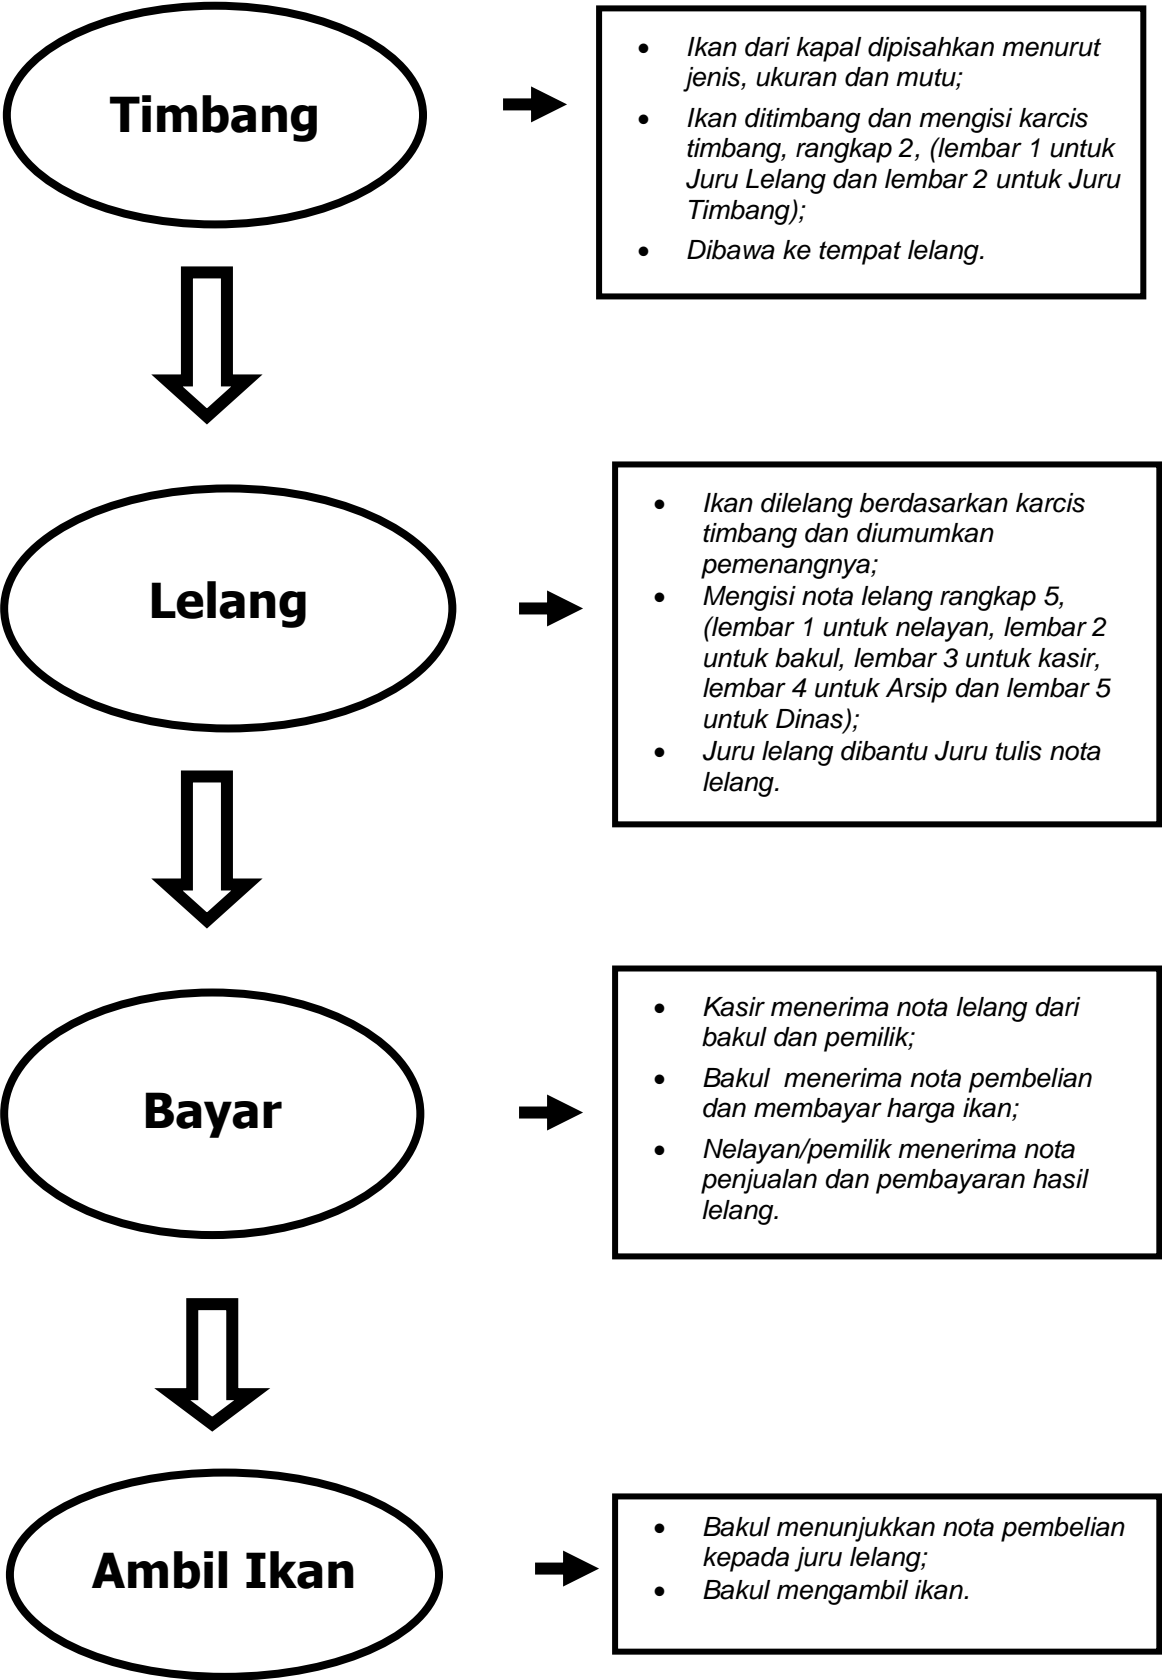 Timbang
• Ikan dari kapal dipisahkan menurut
jenis, ukuran dan mutu;
• Ikan ditimbang dan mengisi karcis
timbang, rangkap 2, (lembar 1 untuk
Juru Lelang dan lembar 2 untuk Juru
Timbang);
• Dibawa ke tempat lelang.
Lelang
• Ikan dilelang berdasarkan karcis
timbang dan diumumkan
pemenangnya;
• Mengisi nota lelang rangkap 5,
(lembar 1 untuk nelayan, lembar 2
untuk bakul, lembar 3 untuk kasir,
lembar 4 untuk Arsip dan lembar 5
untuk Dinas);
• Juru lelang dibantu Juru tulis nota
lelang.
Bayar
• Kasir menerima nota lelang dari
bakul dan pemilik;
• Bakul  menerima nota pembelian
dan membayar harga ikan;
• Nelayan/pemilik menerima nota
penjualan dan pembayaran hasil
lelang.
Ambil Ikan
• Bakul menunjukkan nota pembelian
kepada juru lelang;
• Bakul mengambil ikan.